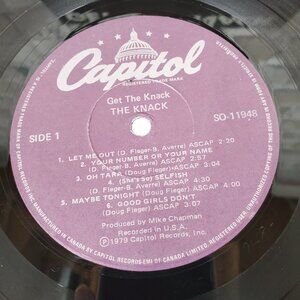 Capitol
REGISTERED TRADE MARK
Get The Knack
THE KNACK
SIDE 1
SO-11948
1. LET ME OUT (D. Fieger-B. Averre) ASCAP 2:20
2. YOUR NUMBER OR YOUR NAME
(D. Fieger-B. Averre) ASCAP 2:57
3. OH TARA (Doug Fieger) ASCAP 3:04
4. (She's So) SELFISH
(D. Fieger-B. Averre) ASCAP 4:30
5. MAYBE TONIGHT (Doug Fieger) ASCAP 4:00
6. GOOD GIRLS DON'T
(Doug Fieger) ASCAP
Produced by Mike Chapman
Recorded in U.S.A.
℗1979 Capitol Records, Inc.